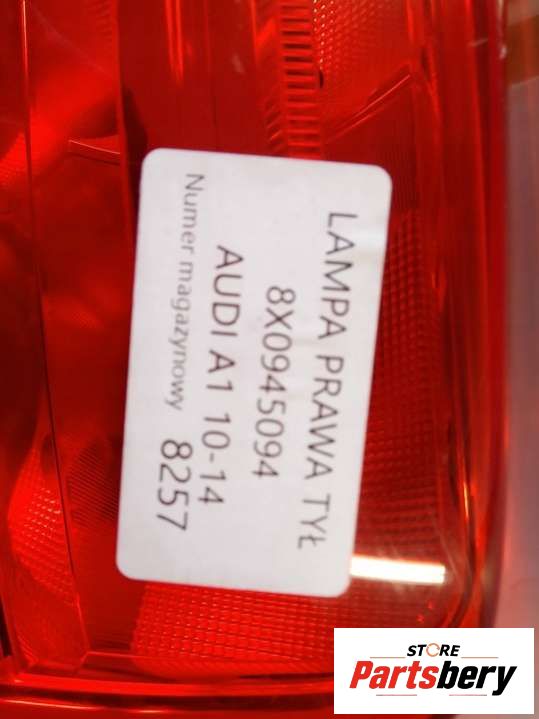 LAMPA PRAWA TYŁ
8X0945094
AUDI A1 10-14
Numer magazynowy 8257
STORE
Partsbery